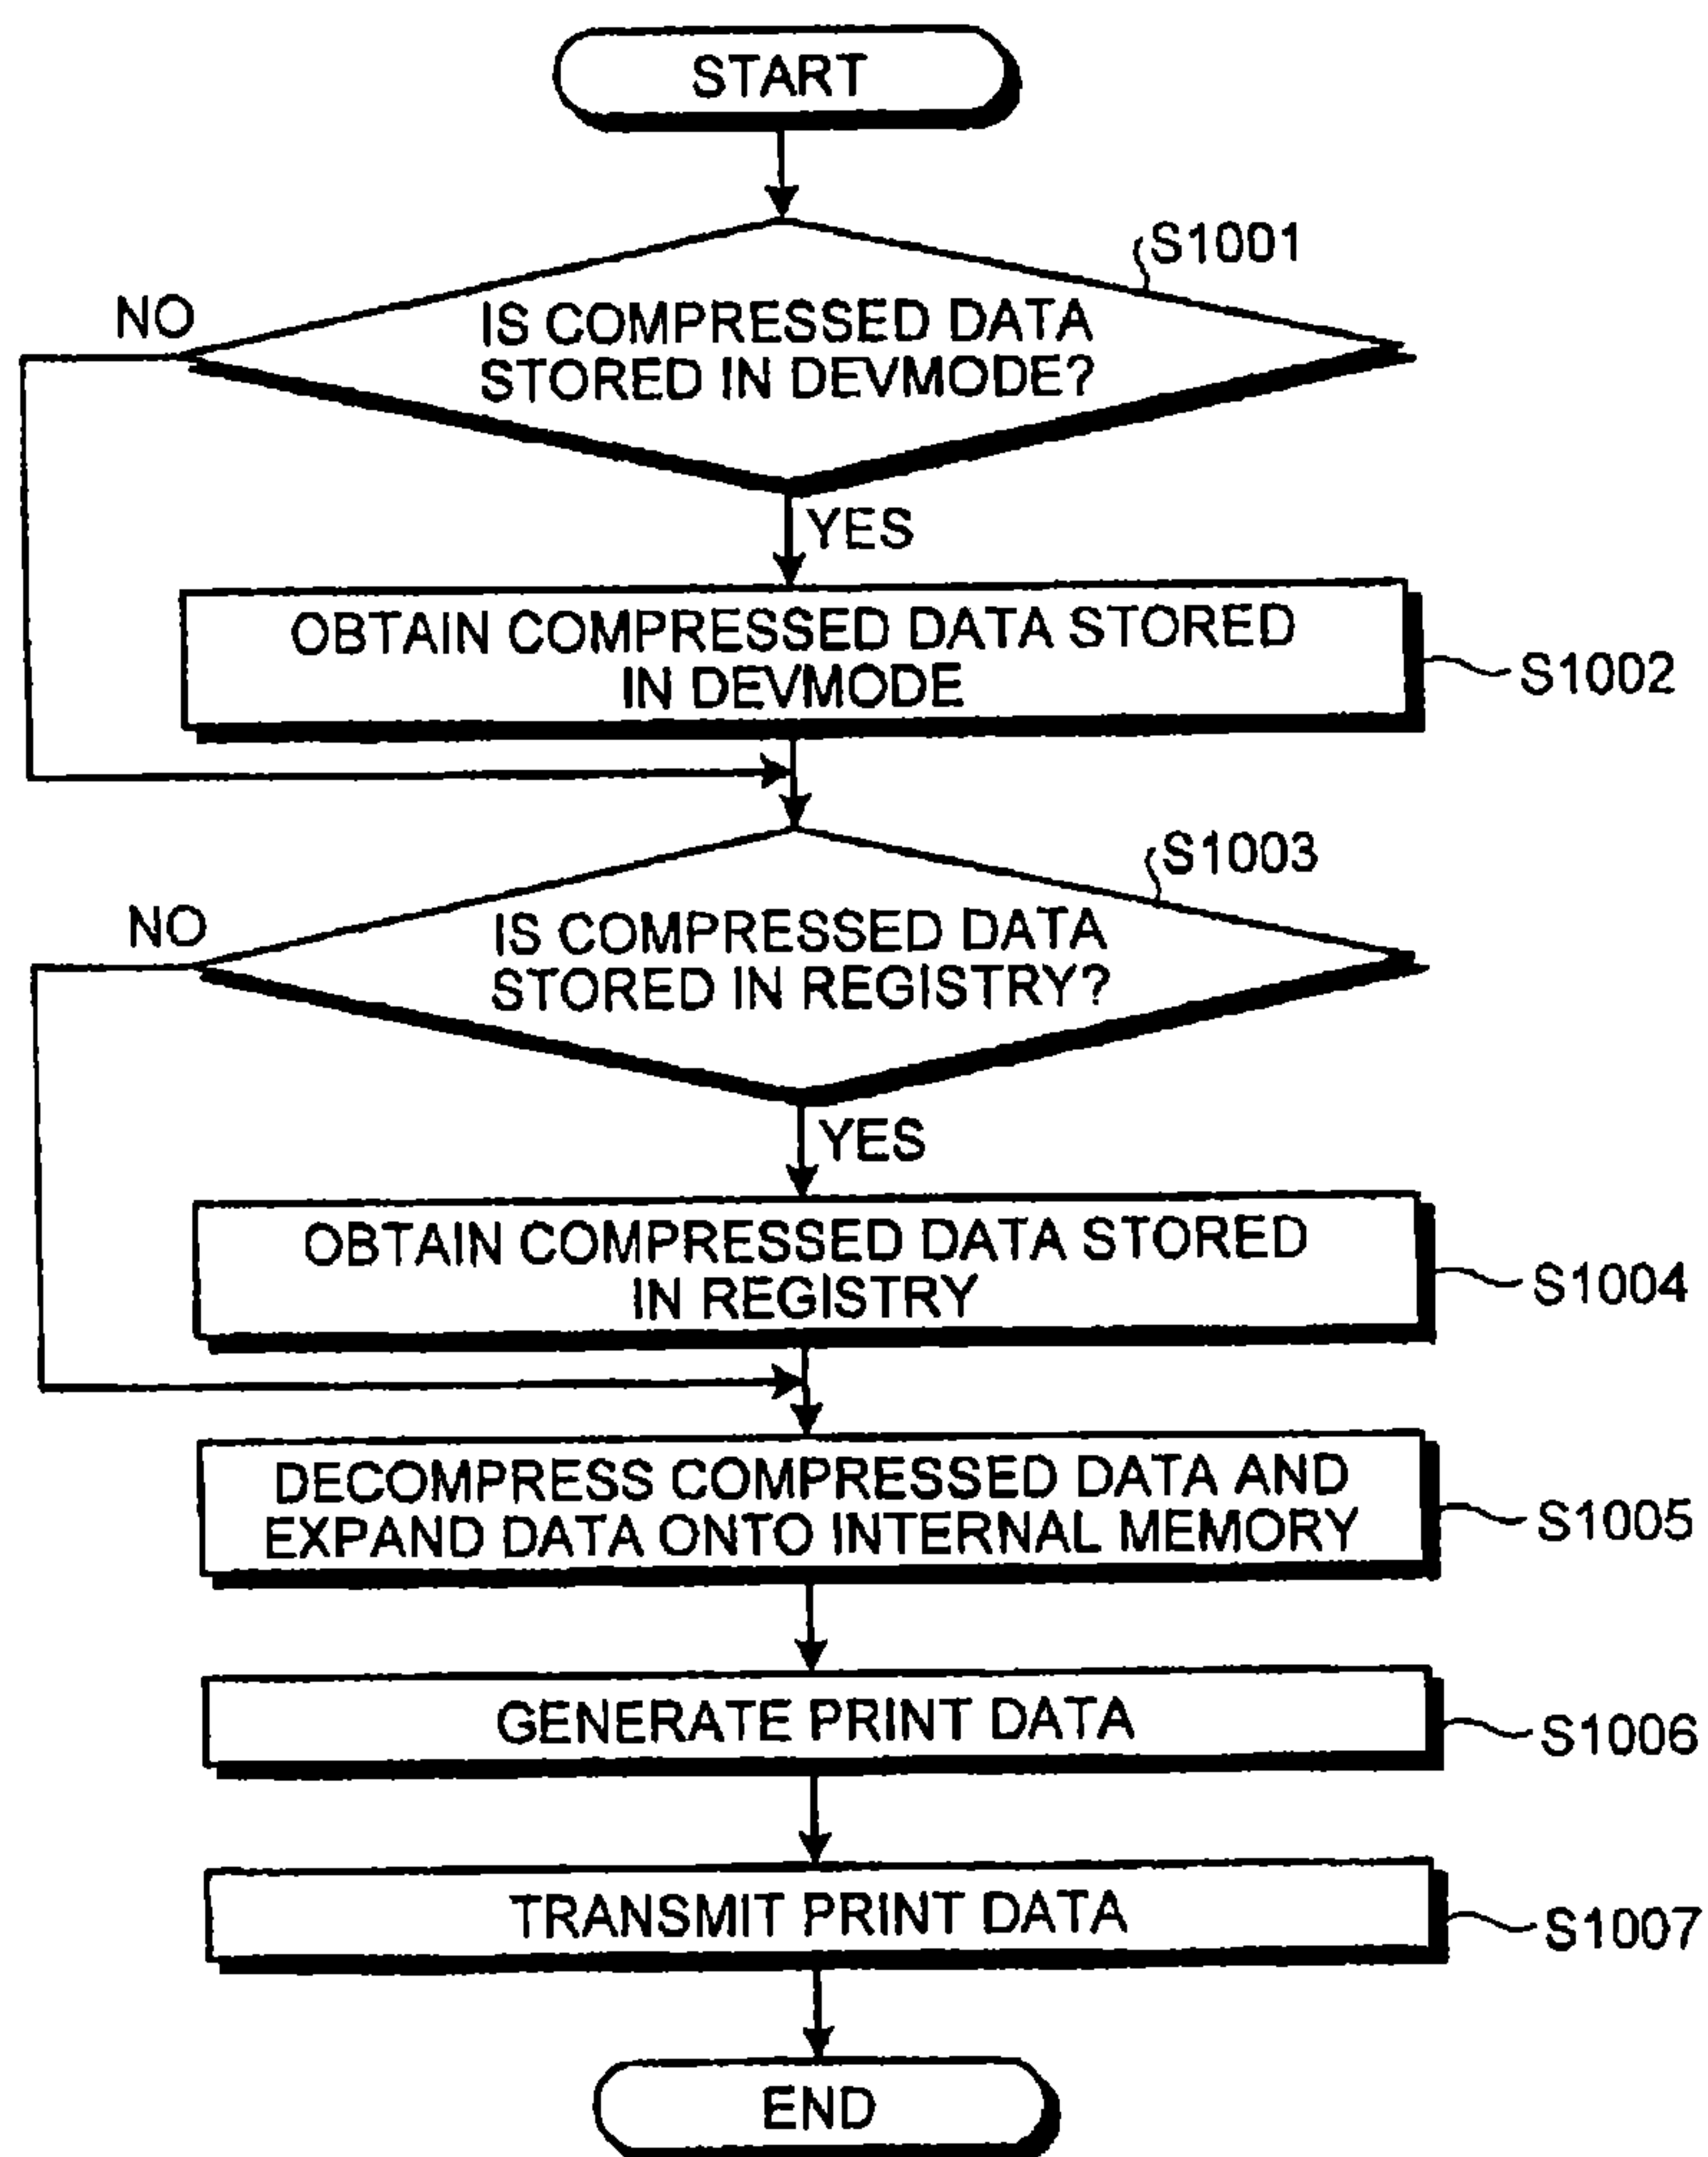 START
S1001
NO
IS COMPRESSED DATA
STORED IN DEVMODE?
YES
OBTAIN COMPRESSED DATA STORED
IN DEVMODE
S1002
S1003
NO
IS COMPRESSED DATA
STORED IN REGISTRY?
YES
OBTAIN COMPRESSED DATA STORED
IN REGISTRY
S1004
DECOMPRESS COMPRESSED DATA AND
EXPAND DATA ONTO INTERNAL MEMORY
S1005
GENERATE PRINT DATA
S1006
TRANSMIT PRINT DATA
S1007
END